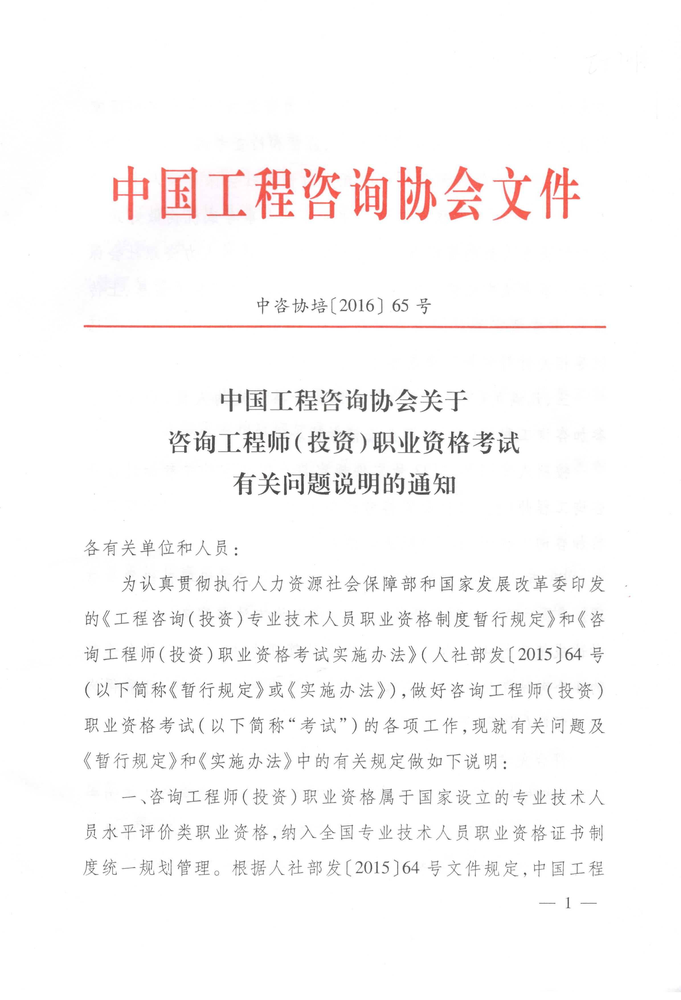 中国工程咨询协会文件
中咨协培〔2016〕65号
中国工程咨询协会关于
咨询工程师(投资)职业资格考试
有关问题说明的通知
各有关单位和人员:
为认真贯彻执行人力资源社会保障部和国家发展改革委印发
的《工程咨询(投资)专业技术人员职业资格制度暂行规定》和《咨
询工程师(投资)职业资格考试实施办法》(人社部发〔2015〕64号
(以下简称《暂行规定》或《实施办法》),做好咨询工程师(投资)
职业资格考试(以下简称“考试”)的各项工作,现就有关问题及
《暂行规定》和《实施办法》中的有关规定做如下说明:
一、咨询工程师(投资)职业资格属于国家设立的专业技术人
员水平评价类职业资格,纳入全国专业技术人员职业资格证书制
度统一规划管理。根据人社部发〔2015〕64号文件规定,中国工程
— 1 —